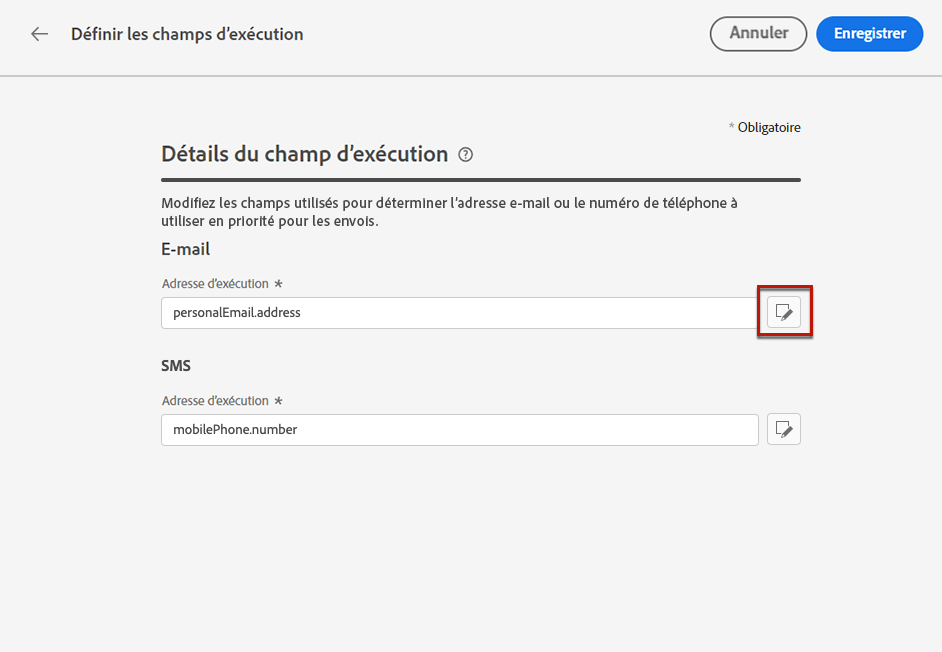 Définir les champs d’exécution
Annuler
Enregistrer
* Obligatoire
Détails du champ d’exécution
Modifiez les champs utilisés pour déterminer l’adresse e-mail ou le numéro de téléphone à
utiliser en priorité pour les envois.
E-mail
Adresse d’exécution *
personalEmail.address
SMS
Adresse d’exécution *
mobilePhone.number